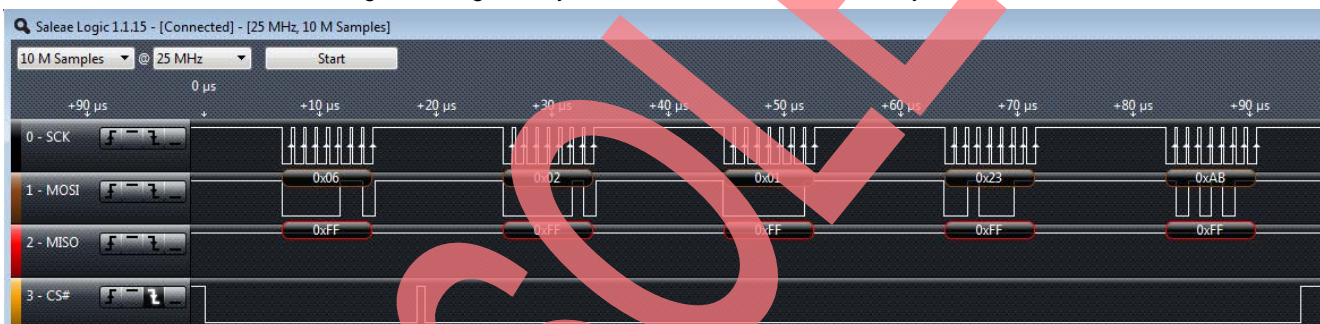 Saleae Logic 1.1.15 - [Connected] - [25 MHz, 10 M Samples]
10 M Samples @ 25 MHz Start
0 µs
+90 µs +10 µs +20 µs +30 µs +40 µs +50 µs +60 µs +70 µs +80 µs +90 µs
0 - SCK
0x06 0x02 0x01 0x23 0xAB
1 - MOSI
0xFF 0xFF 0xFF 0xFF 0xFF
2 - MISO
3 - CS#